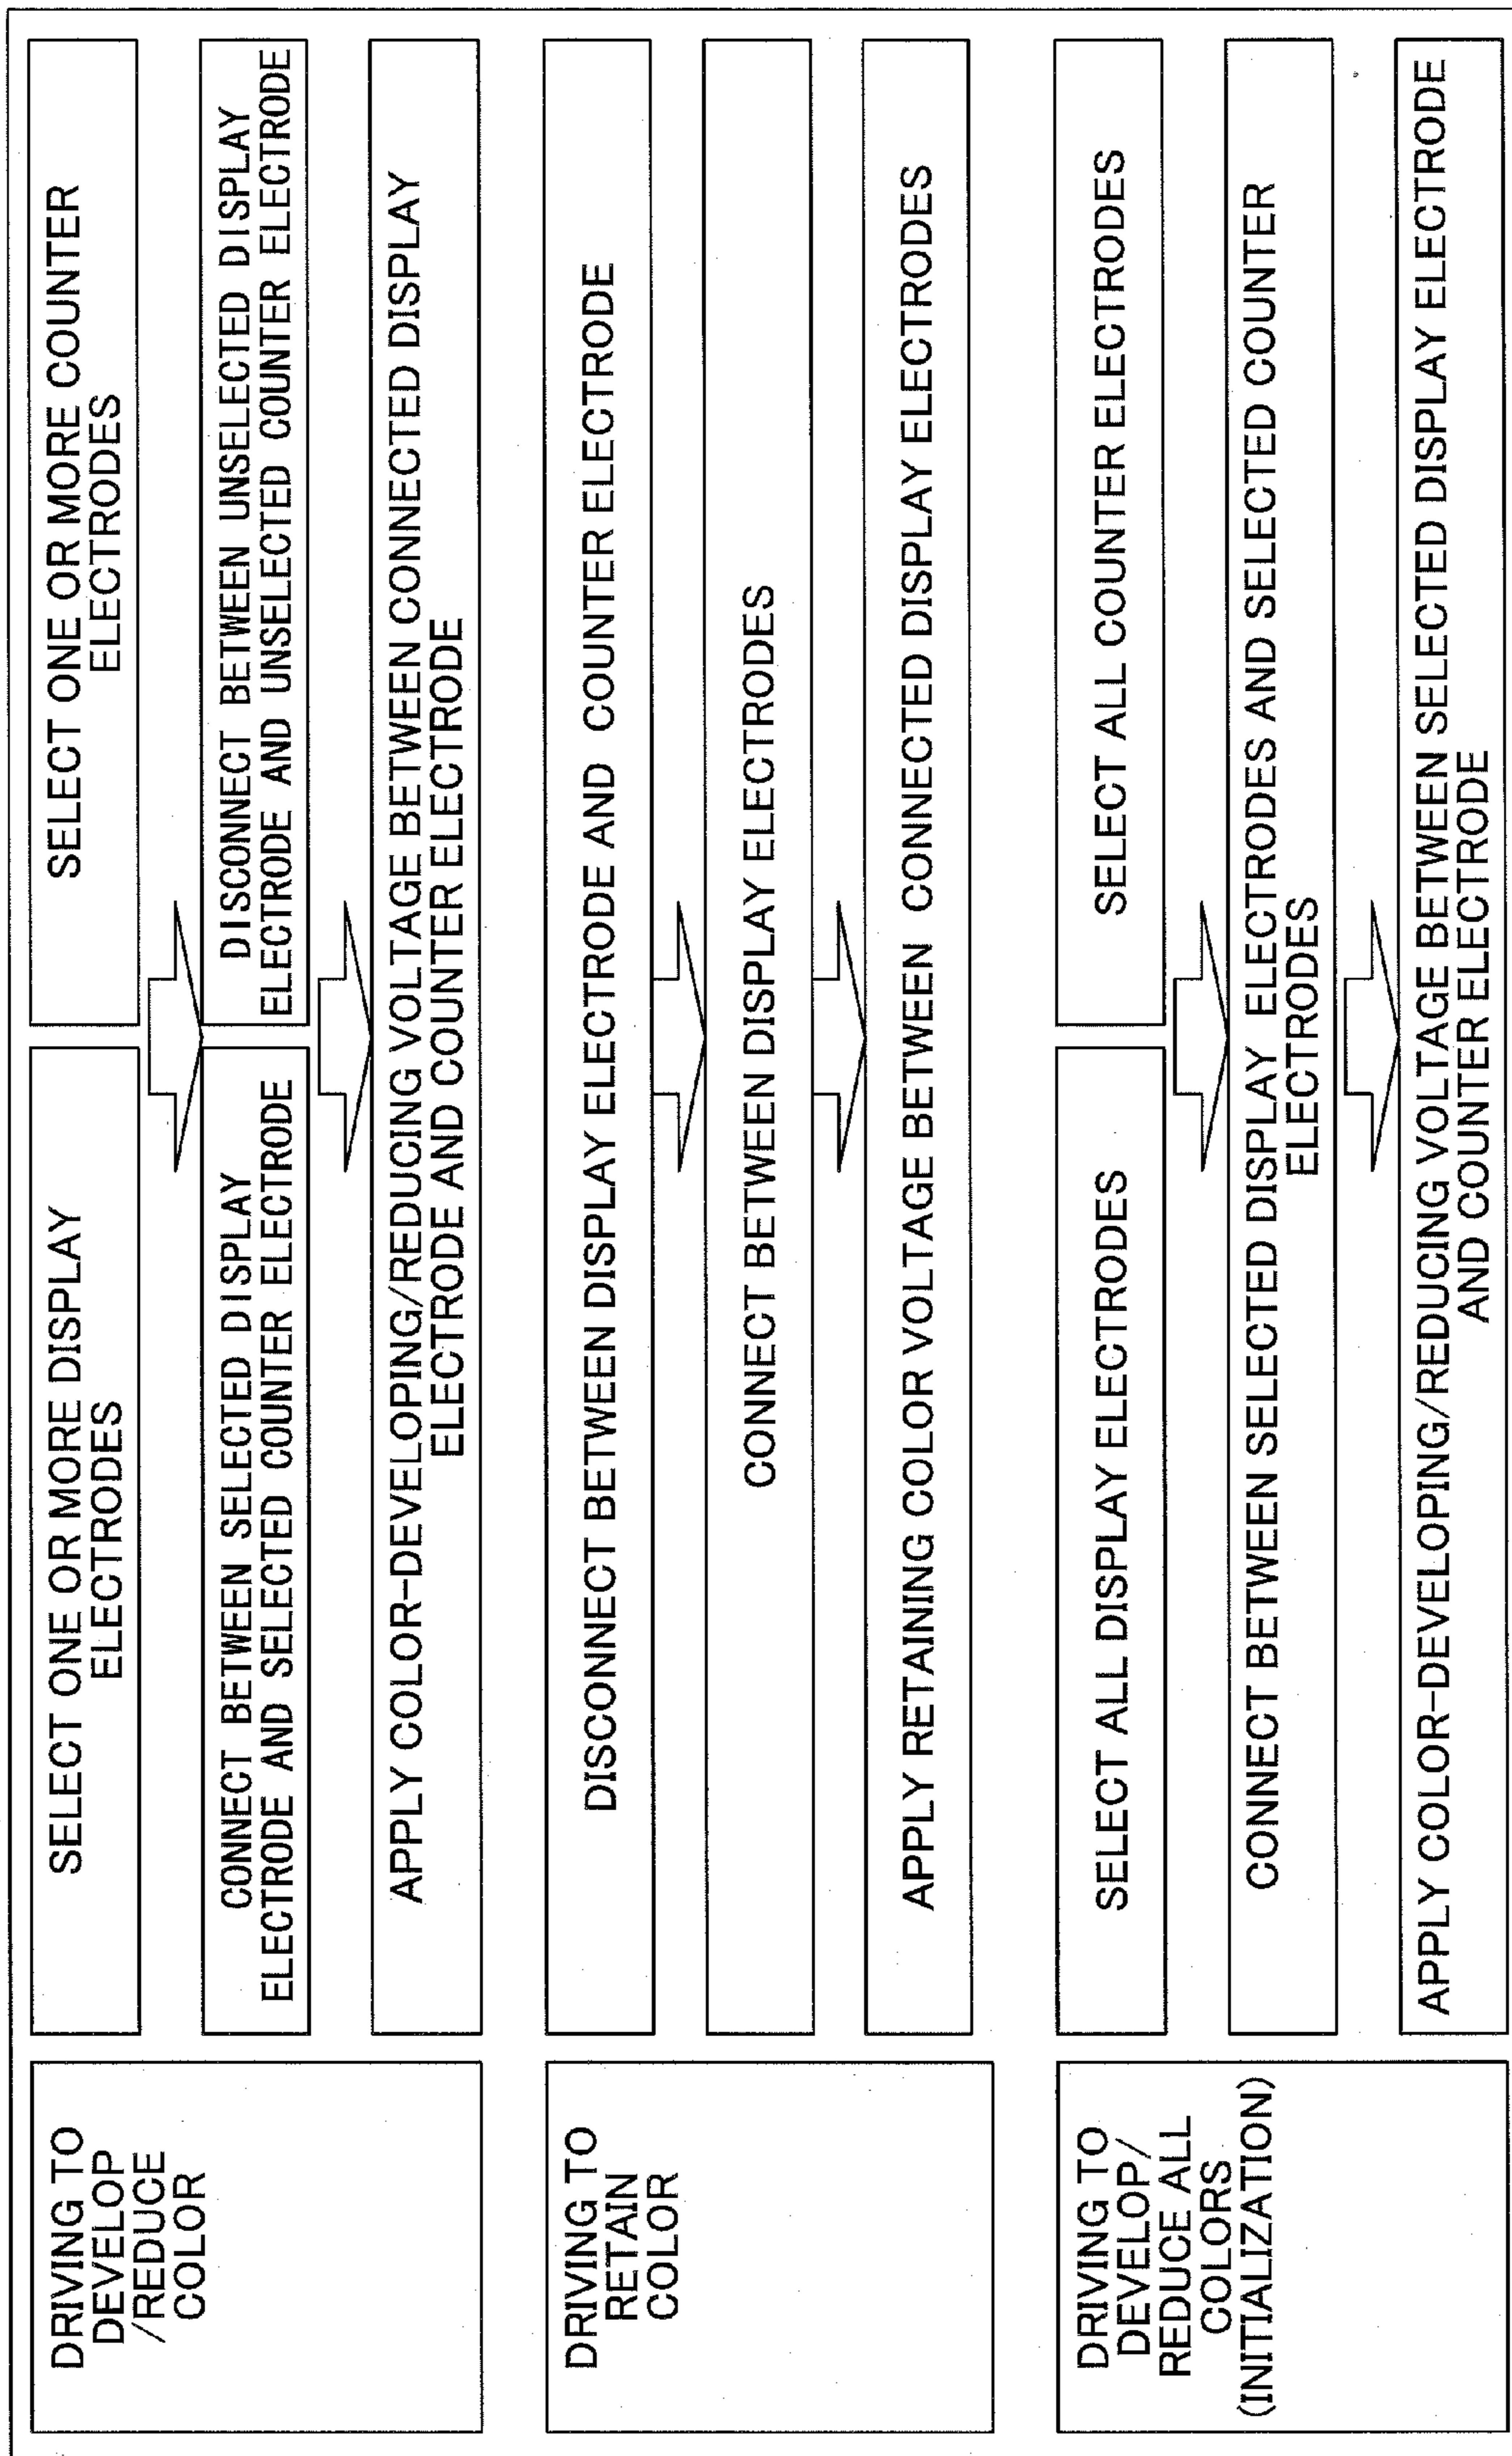 DRIVING TO
DEVELOP
/REDUCE
COLOR
SELECT ONE OR MORE DISPLAY
ELECTRODES
SELECT ONE OR MORE COUNTER
ELECTRODES
CONNECT BETWEEN SELECTED DISPLAY
ELECTRODE AND SELECTED COUNTER ELECTRODE
DISCONNECT BETWEEN UNSELECTED DISPLAY
ELECTRODE AND UNSELECTED COUNTER ELECTRODE
APPLY COLOR-DEVELOPING/REDUCING VOLTAGE BETWEEN CONNECTED DISPLAY
ELECTRODE AND COUNTER ELECTRODE
DRIVING TO
RETAIN
COLOR
DISCONNECT BETWEEN DISPLAY ELECTRODE AND COUNTER ELECTRODE
CONNECT BETWEEN DISPLAY ELECTRODES
APPLY RETAINING COLOR VOLTAGE BETWEEN CONNECTED DISPLAY ELECTRODES
DRIVING TO
DEVELOP/
REDUCE ALL
COLORS
(INITIALIZATION)
SELECT ALL DISPLAY ELECTRODES
SELECT ALL COUNTER ELECTRODES
CONNECT BETWEEN SELECTED DISPLAY ELECTRODES AND SELECTED COUNTER
ELECTRODES
APPLY COLOR-DEVELOPING/REDUCING VOLTAGE BETWEEN SELECTED DISPLAY ELECTRODE
AND COUNTER ELECTRODE